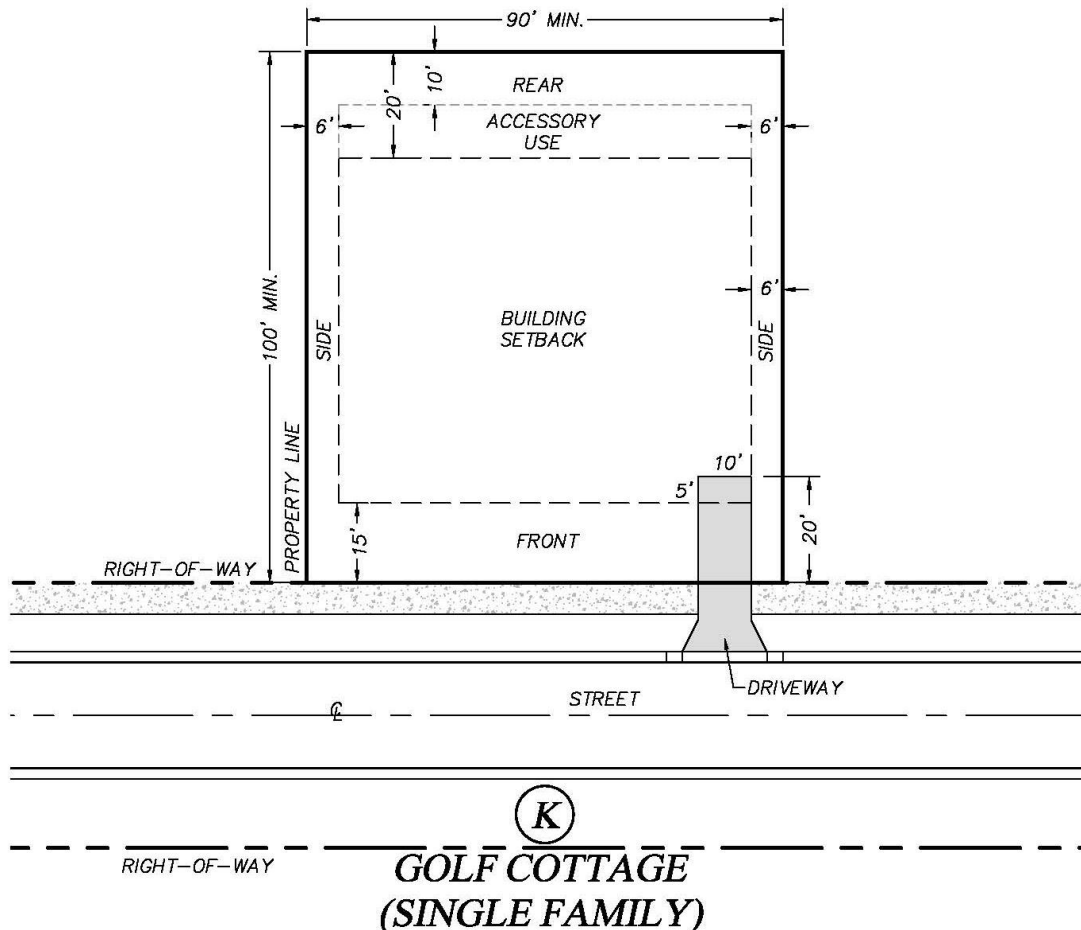 90' MIN.
10'
REAR
20'
6'
ACCESSORY
USE
6'
100' MIN.
SIDE
BUILDING
SETBACK
6'
SIDE
PROPERTY LINE
10'
5'
15'
FRONT
20'
RIGHT-OF-WAY
STREET
DRIVEWAY
℄
K
RIGHT-OF-WAY
GOLF COTTAGE
(SINGLE FAMILY)